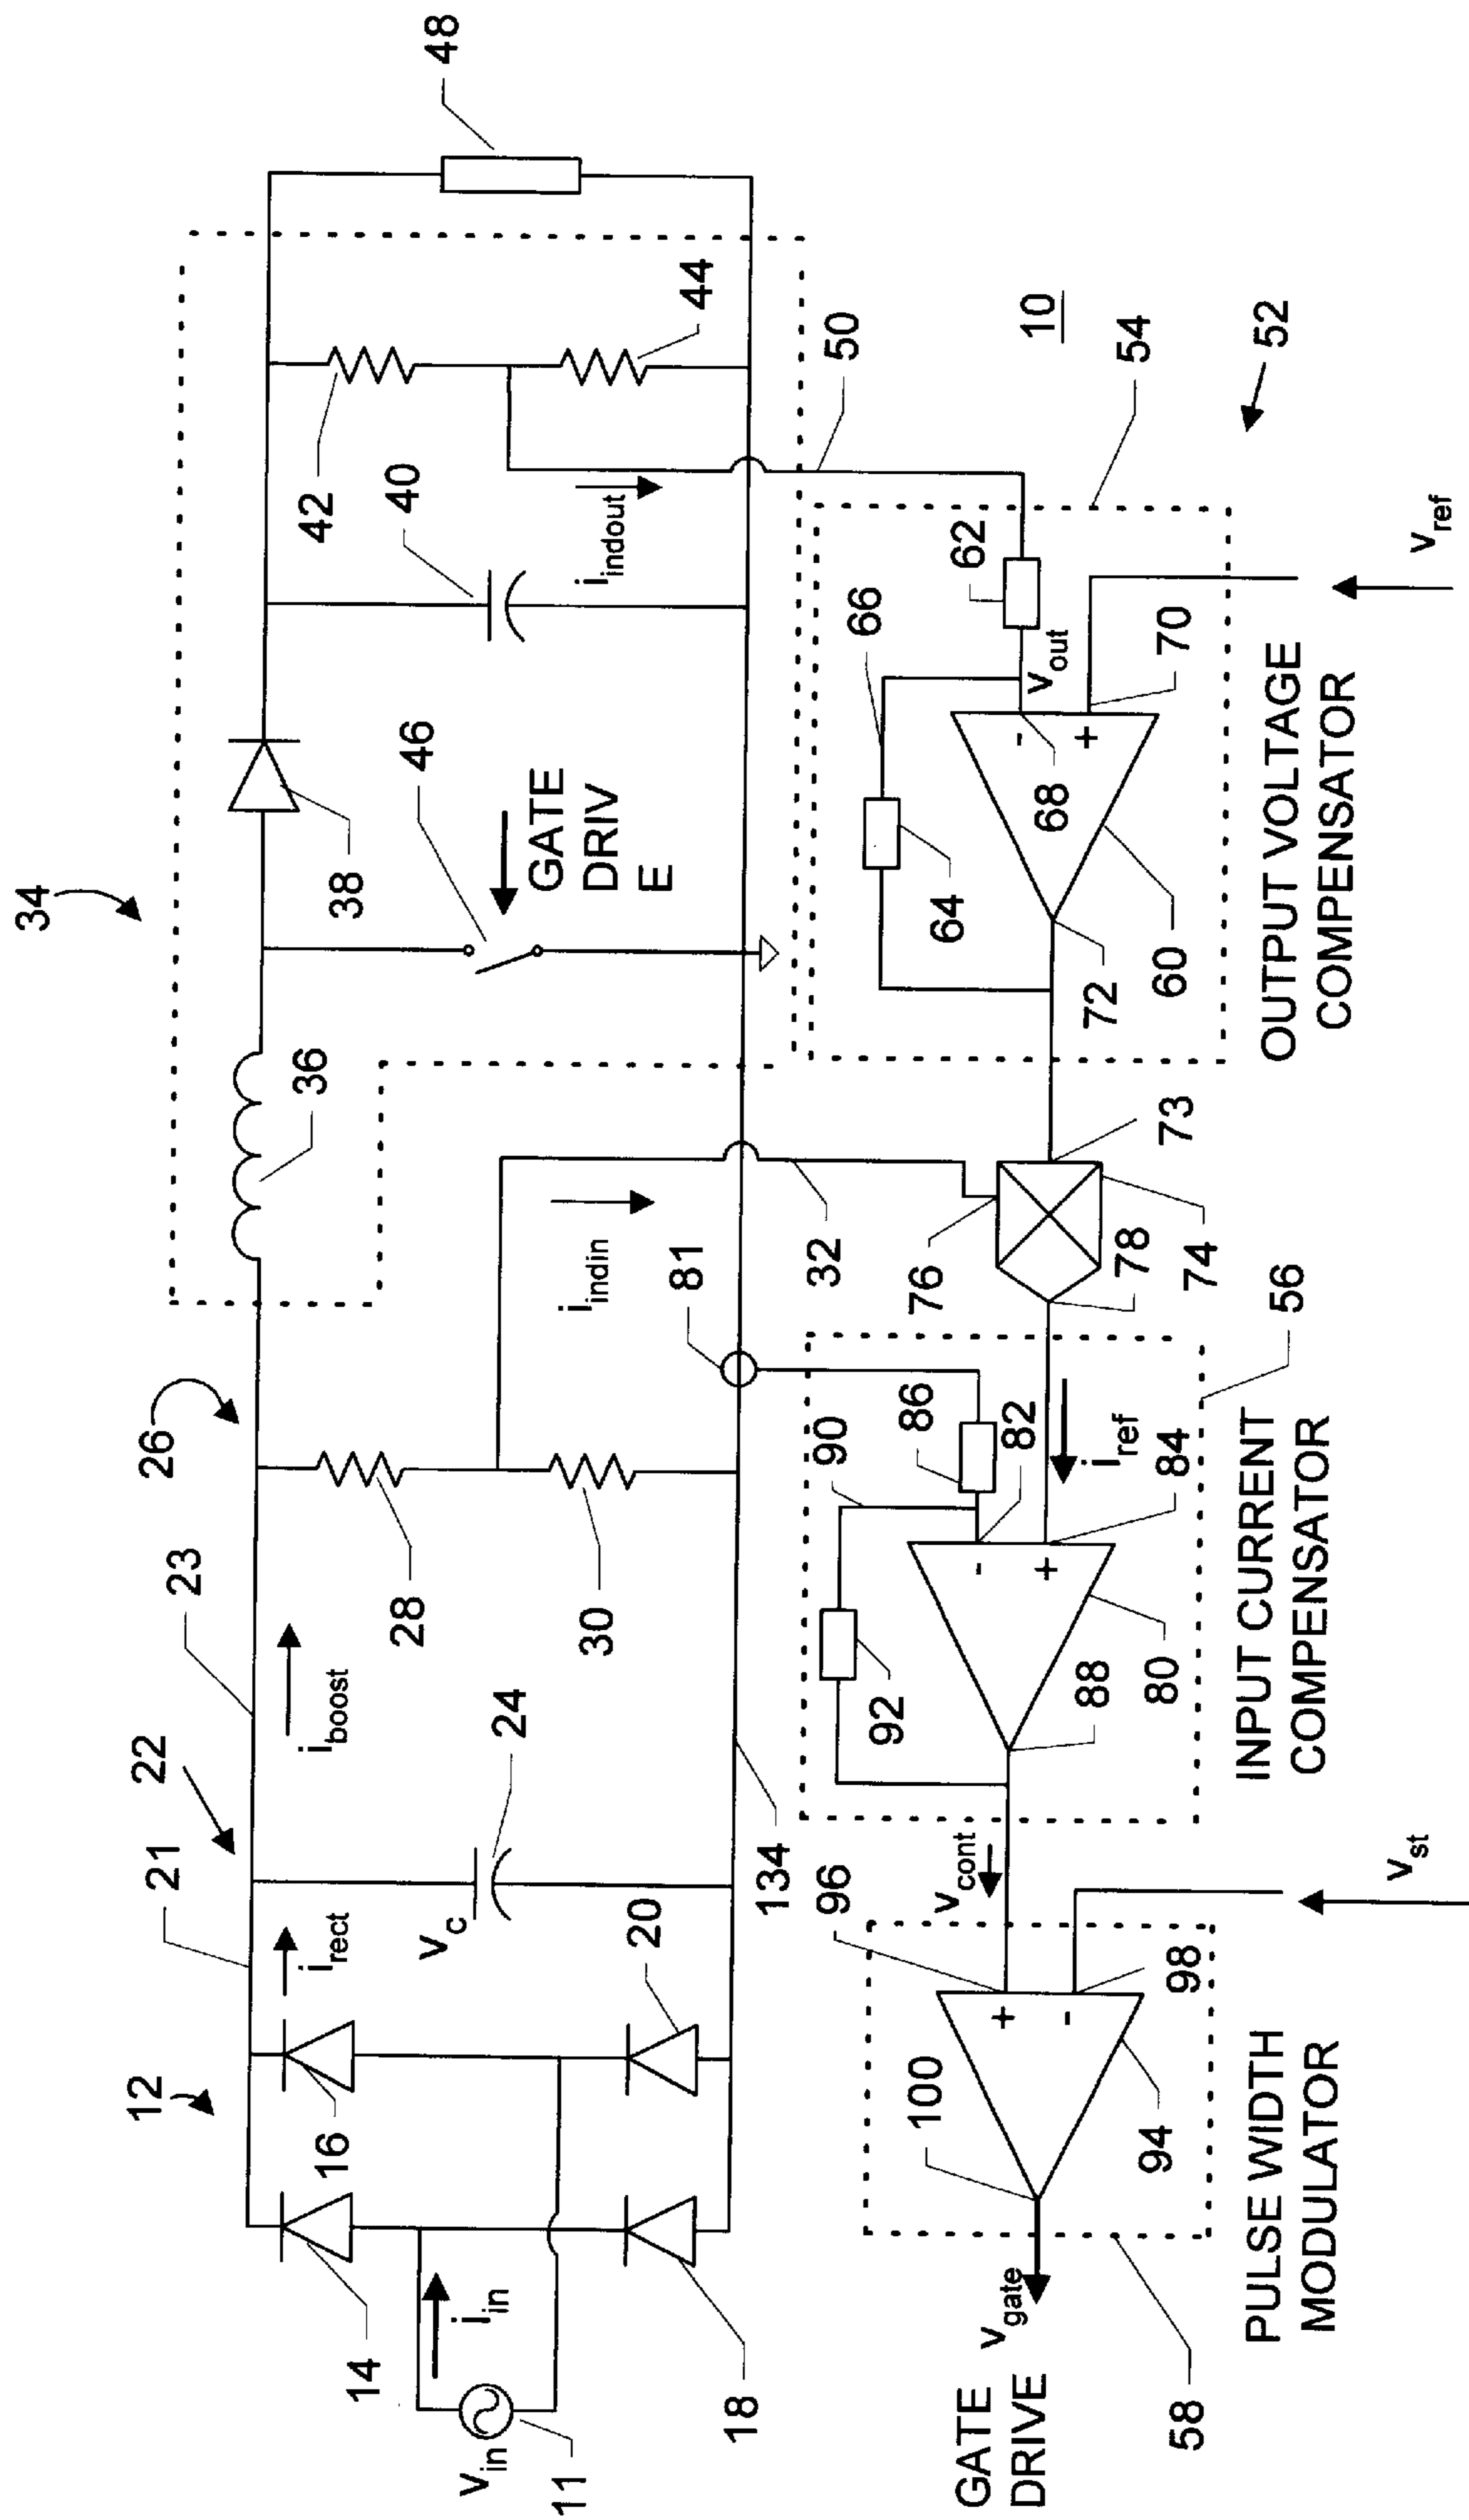 34
12
22
26
21
23
36
38
46
40
42
44
48
14
16
18
20
24
28
30
i_rect
i_boost
v_c
i_in
v_in
11
134
i_indin
81
32
GATE
DRIV
E
i_indout
50
10
52
54
v_gate
GATE
DRIVE
58
100
94
96
98
v_cont
+
-
PULSE WIDTH
MODULATOR
v_st
90
92
86
82
84
88
80
i_ref
-
+
56
INPUT CURRENT
COMPENSATOR
76
78
74
73
66
64
62
v_out
68
70
72
60
-
+
OUTPUT VOLTAGE
COMPENSATOR
v_ref